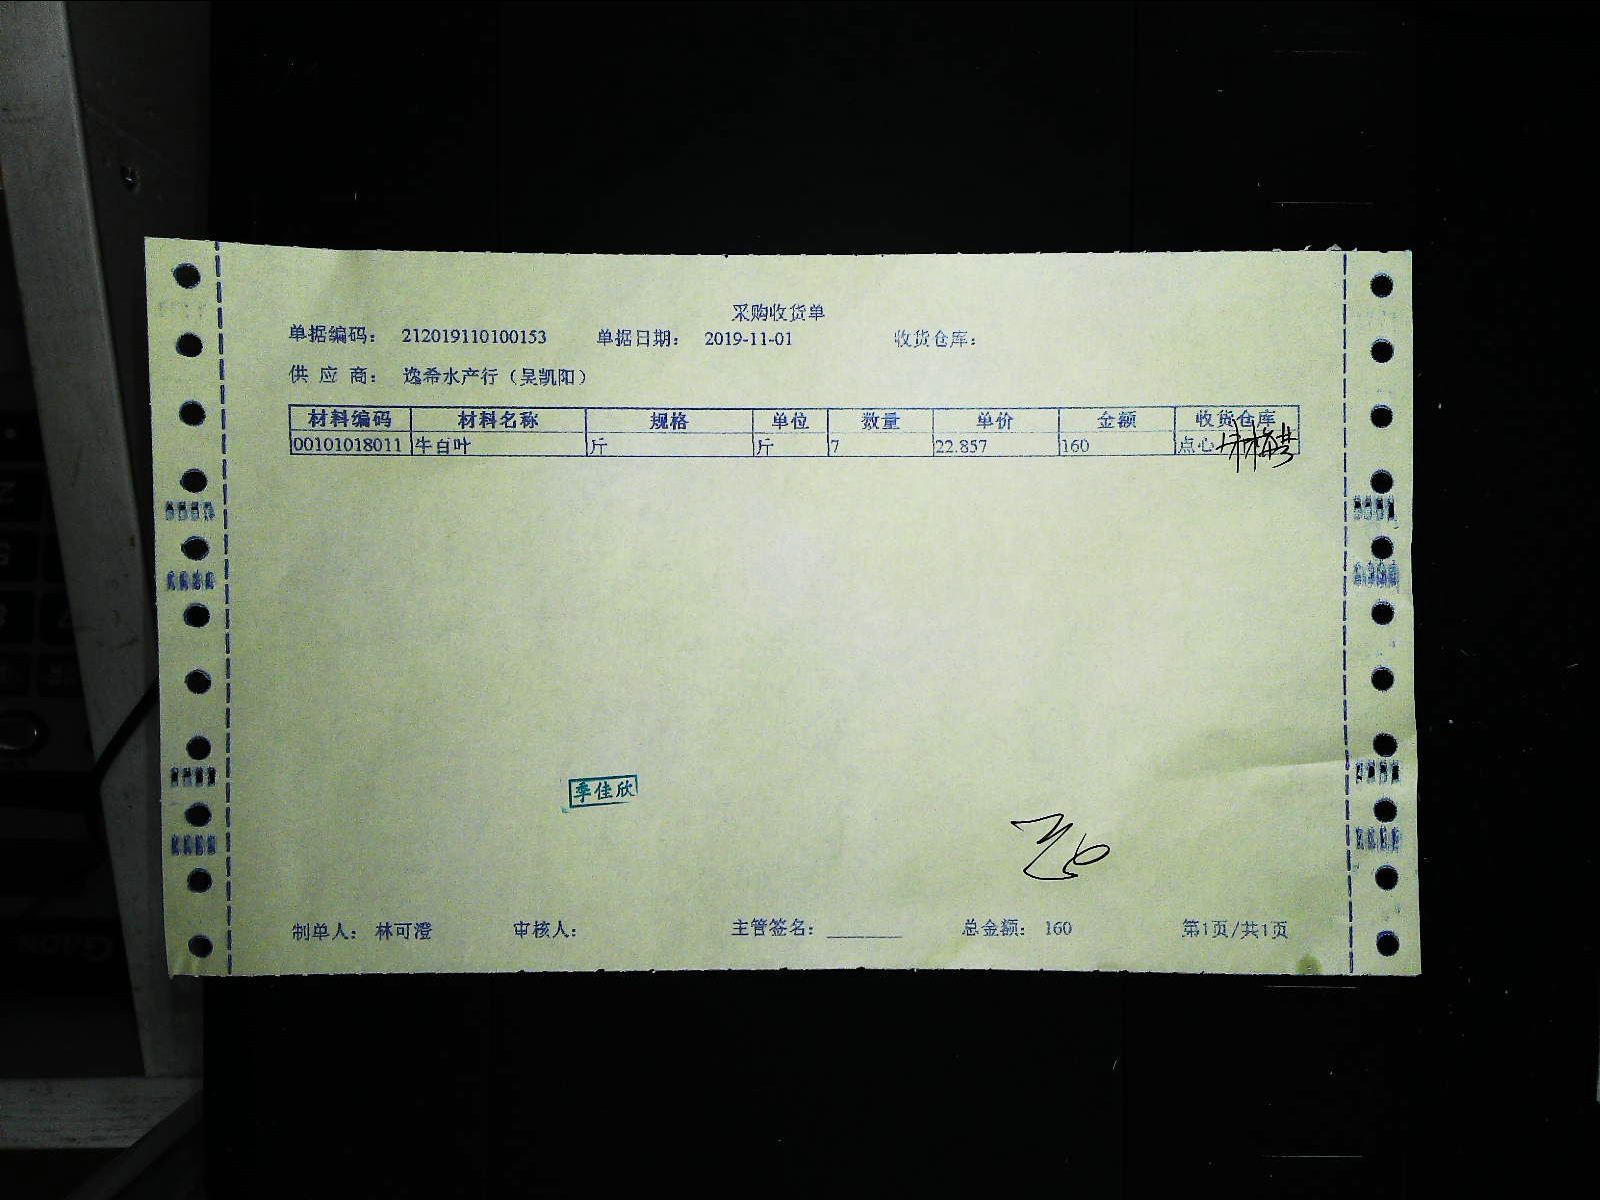 采购收货单
单据编码： 212019110100153 单据日期： 2019-11-01 收货仓库：
供 应 商： 逸希水产行（吴凯阳）
材料编码 材料名称 规格 单位 数量 单价 金额 收货仓库
00101018011 牛百叶 斤 斤 7 22.857 160 点心
季佳欣
制单人： 林可澄 审核人： 主管签名： ________ 总金额： 160 第1页/共1页